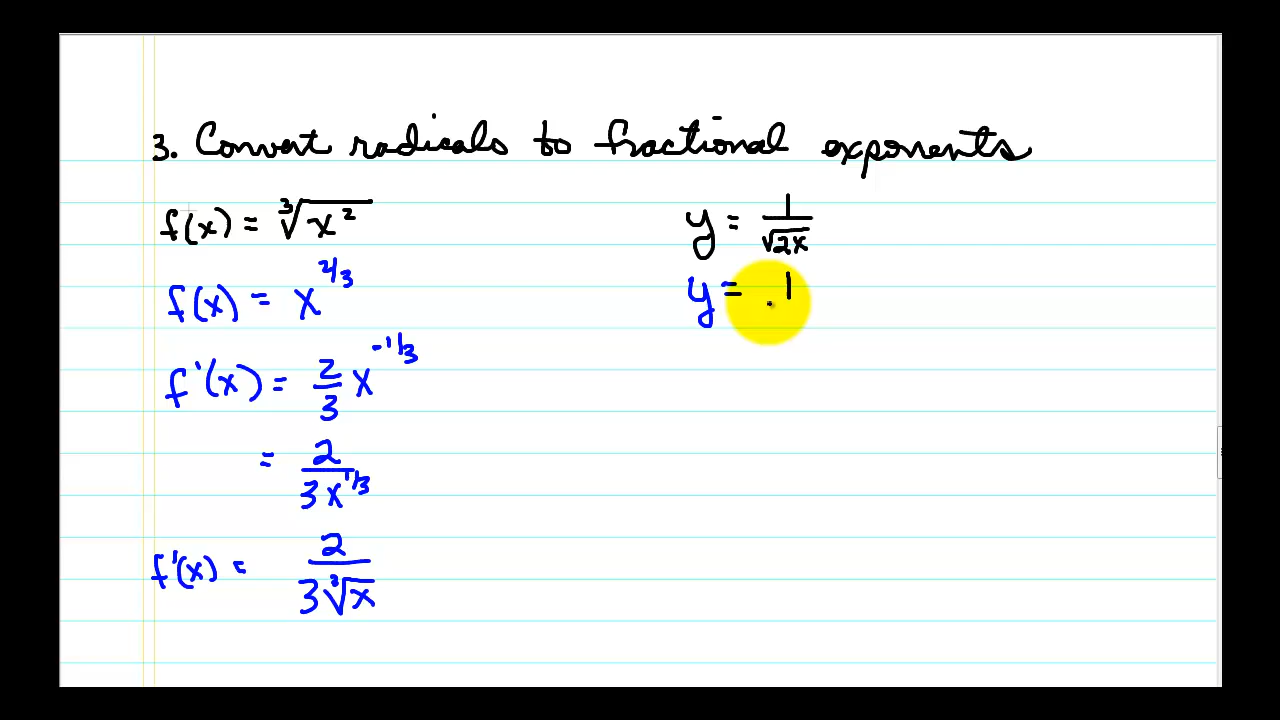 3. Convert radicals to fractional exponents
f(x) = ∛(x²)
f(x) = x^(2/3)
f'(x) = 2/3 x^(-1/3)
= 2/(3x^(1/3))
f'(x) = 2/(3∛x)
y = 1/√(2x)
y = 1